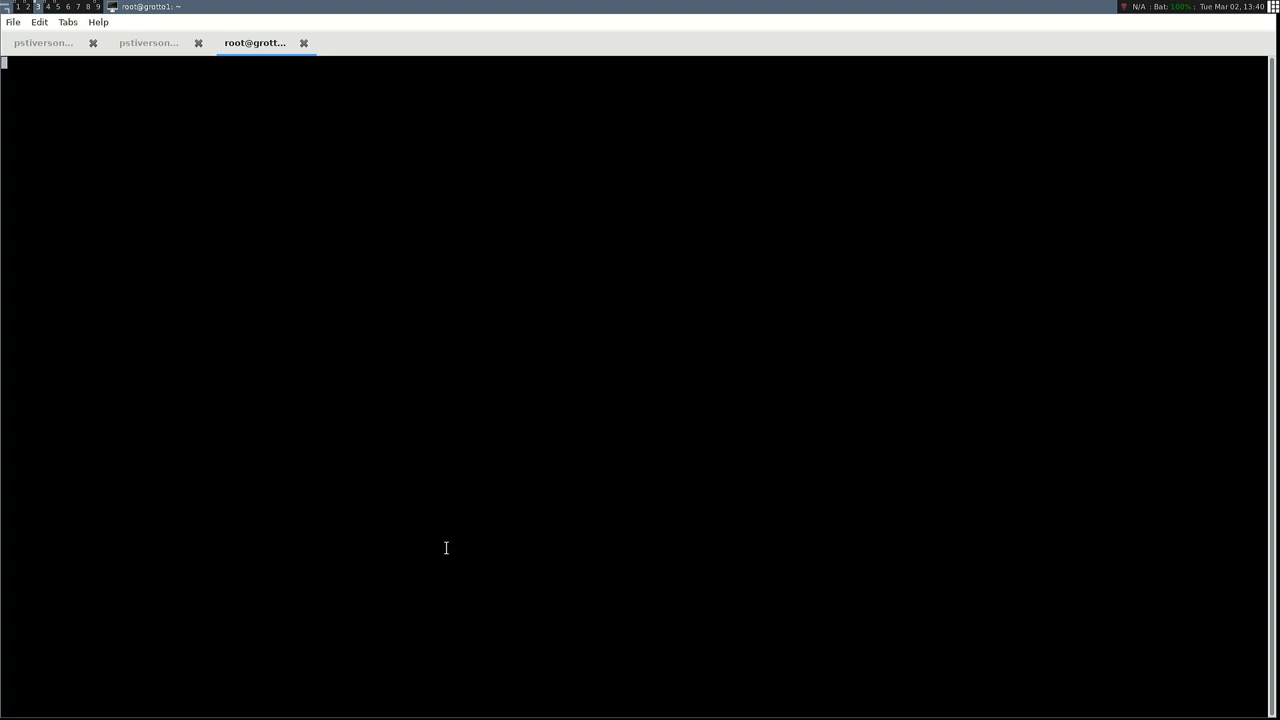 1 2 3 4 5 6 7 8 9 root@grotto1: ~ N/A : Bat: 100% : Tue Mar 02, 13:40
File Edit Tabs Help
pstiverson... pstiverson... root@grott...